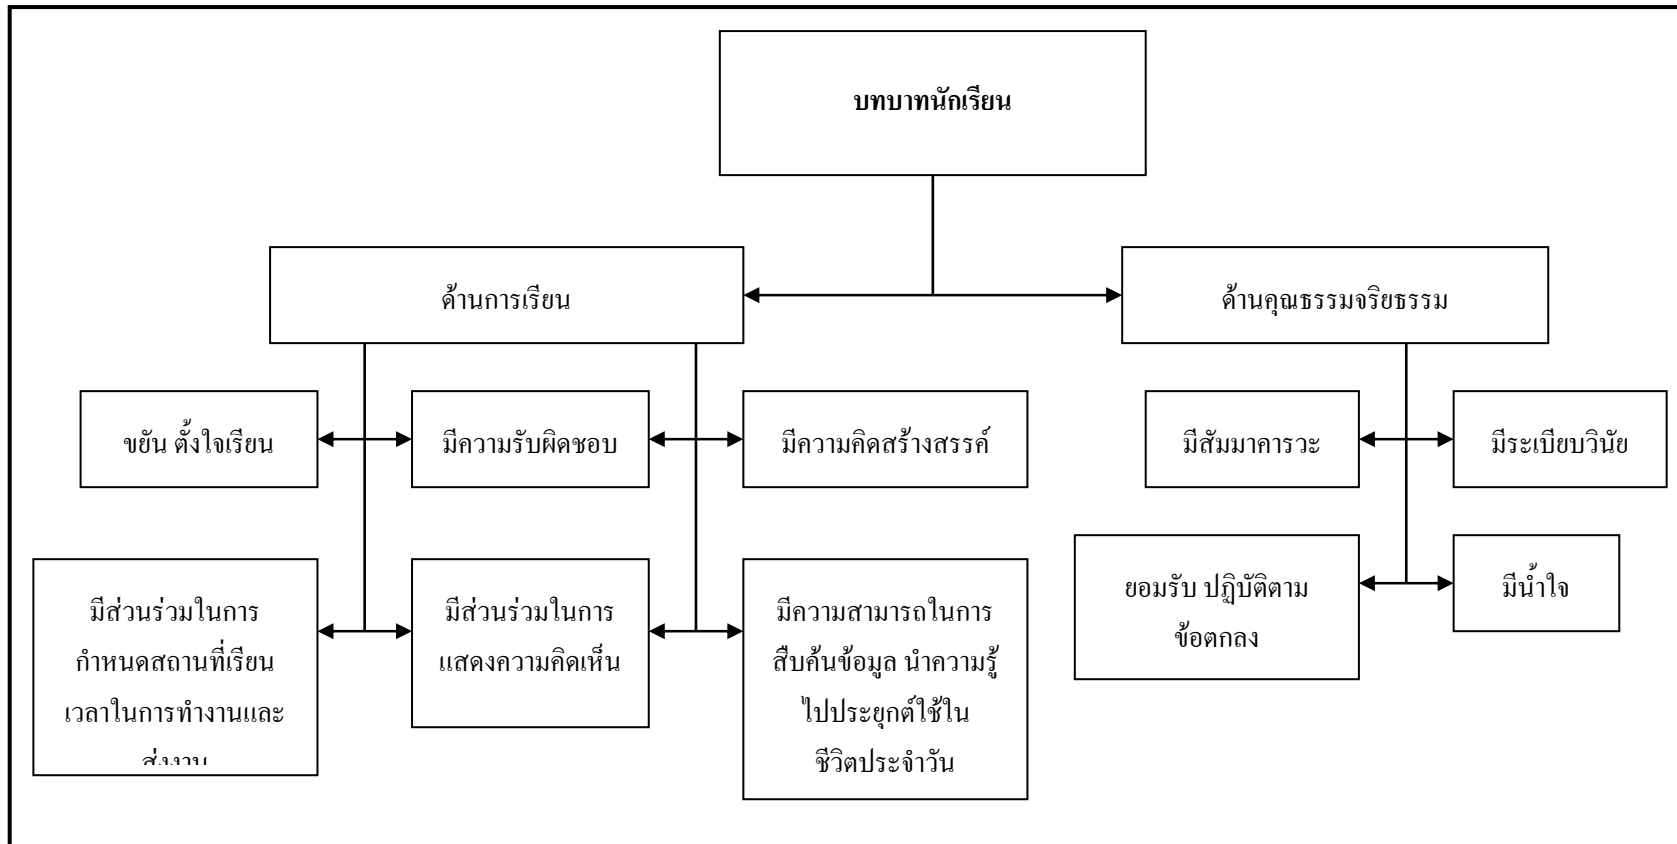 บทบาทนักเรียน
ด้านการเรียน
ด้านคุณธรรมจริยธรรม
ขยัน ตั้งใจเรียน
มีความรับผิดชอบ
มีความคิดสร้างสรรค์
มีสัมมาคารวะ
มีระเบียบวินัย
มีส่วนร่วมในการ
กำหนดสถานที่เรียน
เวลาในการทำงานและ
ส่งงาน
มีส่วนร่วมในการ
แสดงความคิดเห็น
มีความสามารถในการ
สืบค้นข้อมูล นำความรู้
ไปประยุกต์ใช้ใน
ชีวิตประจำวัน
ยอมรับ ปฏิบัติตาม
ข้อตกลง
มีน้ำใจ